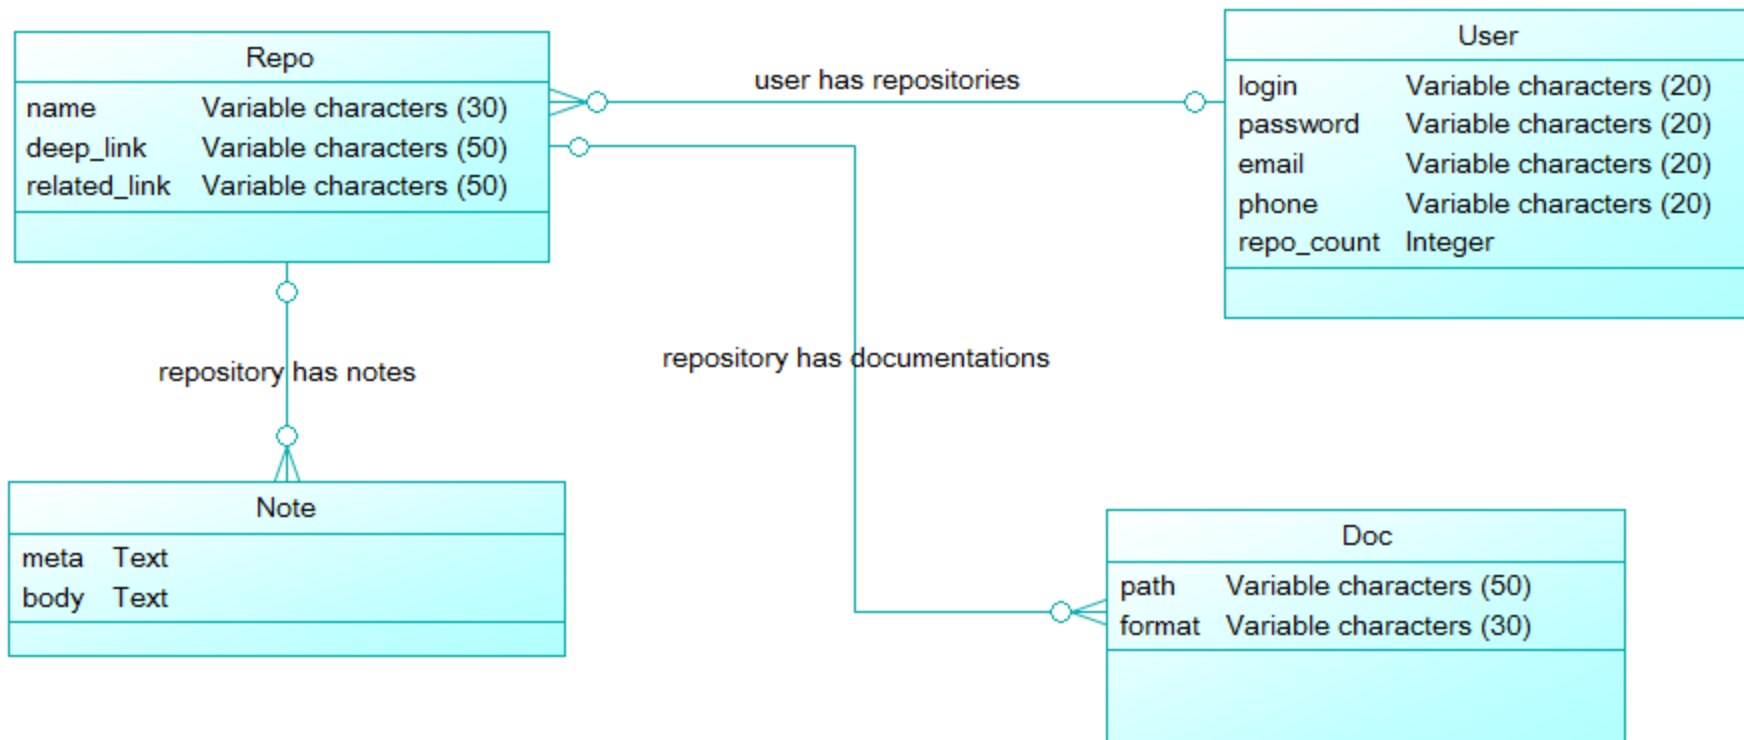 Repo
name Variable characters (30)
deep_link Variable characters (50)
related_link Variable characters (50)
user has repositories
User
login Variable characters (20)
password Variable characters (20)
email Variable characters (20)
phone Variable characters (20)
repo_count Integer
repository has notes
repository has documentations
Note
meta Text
body Text
Doc
path Variable characters (50)
format Variable characters (30)